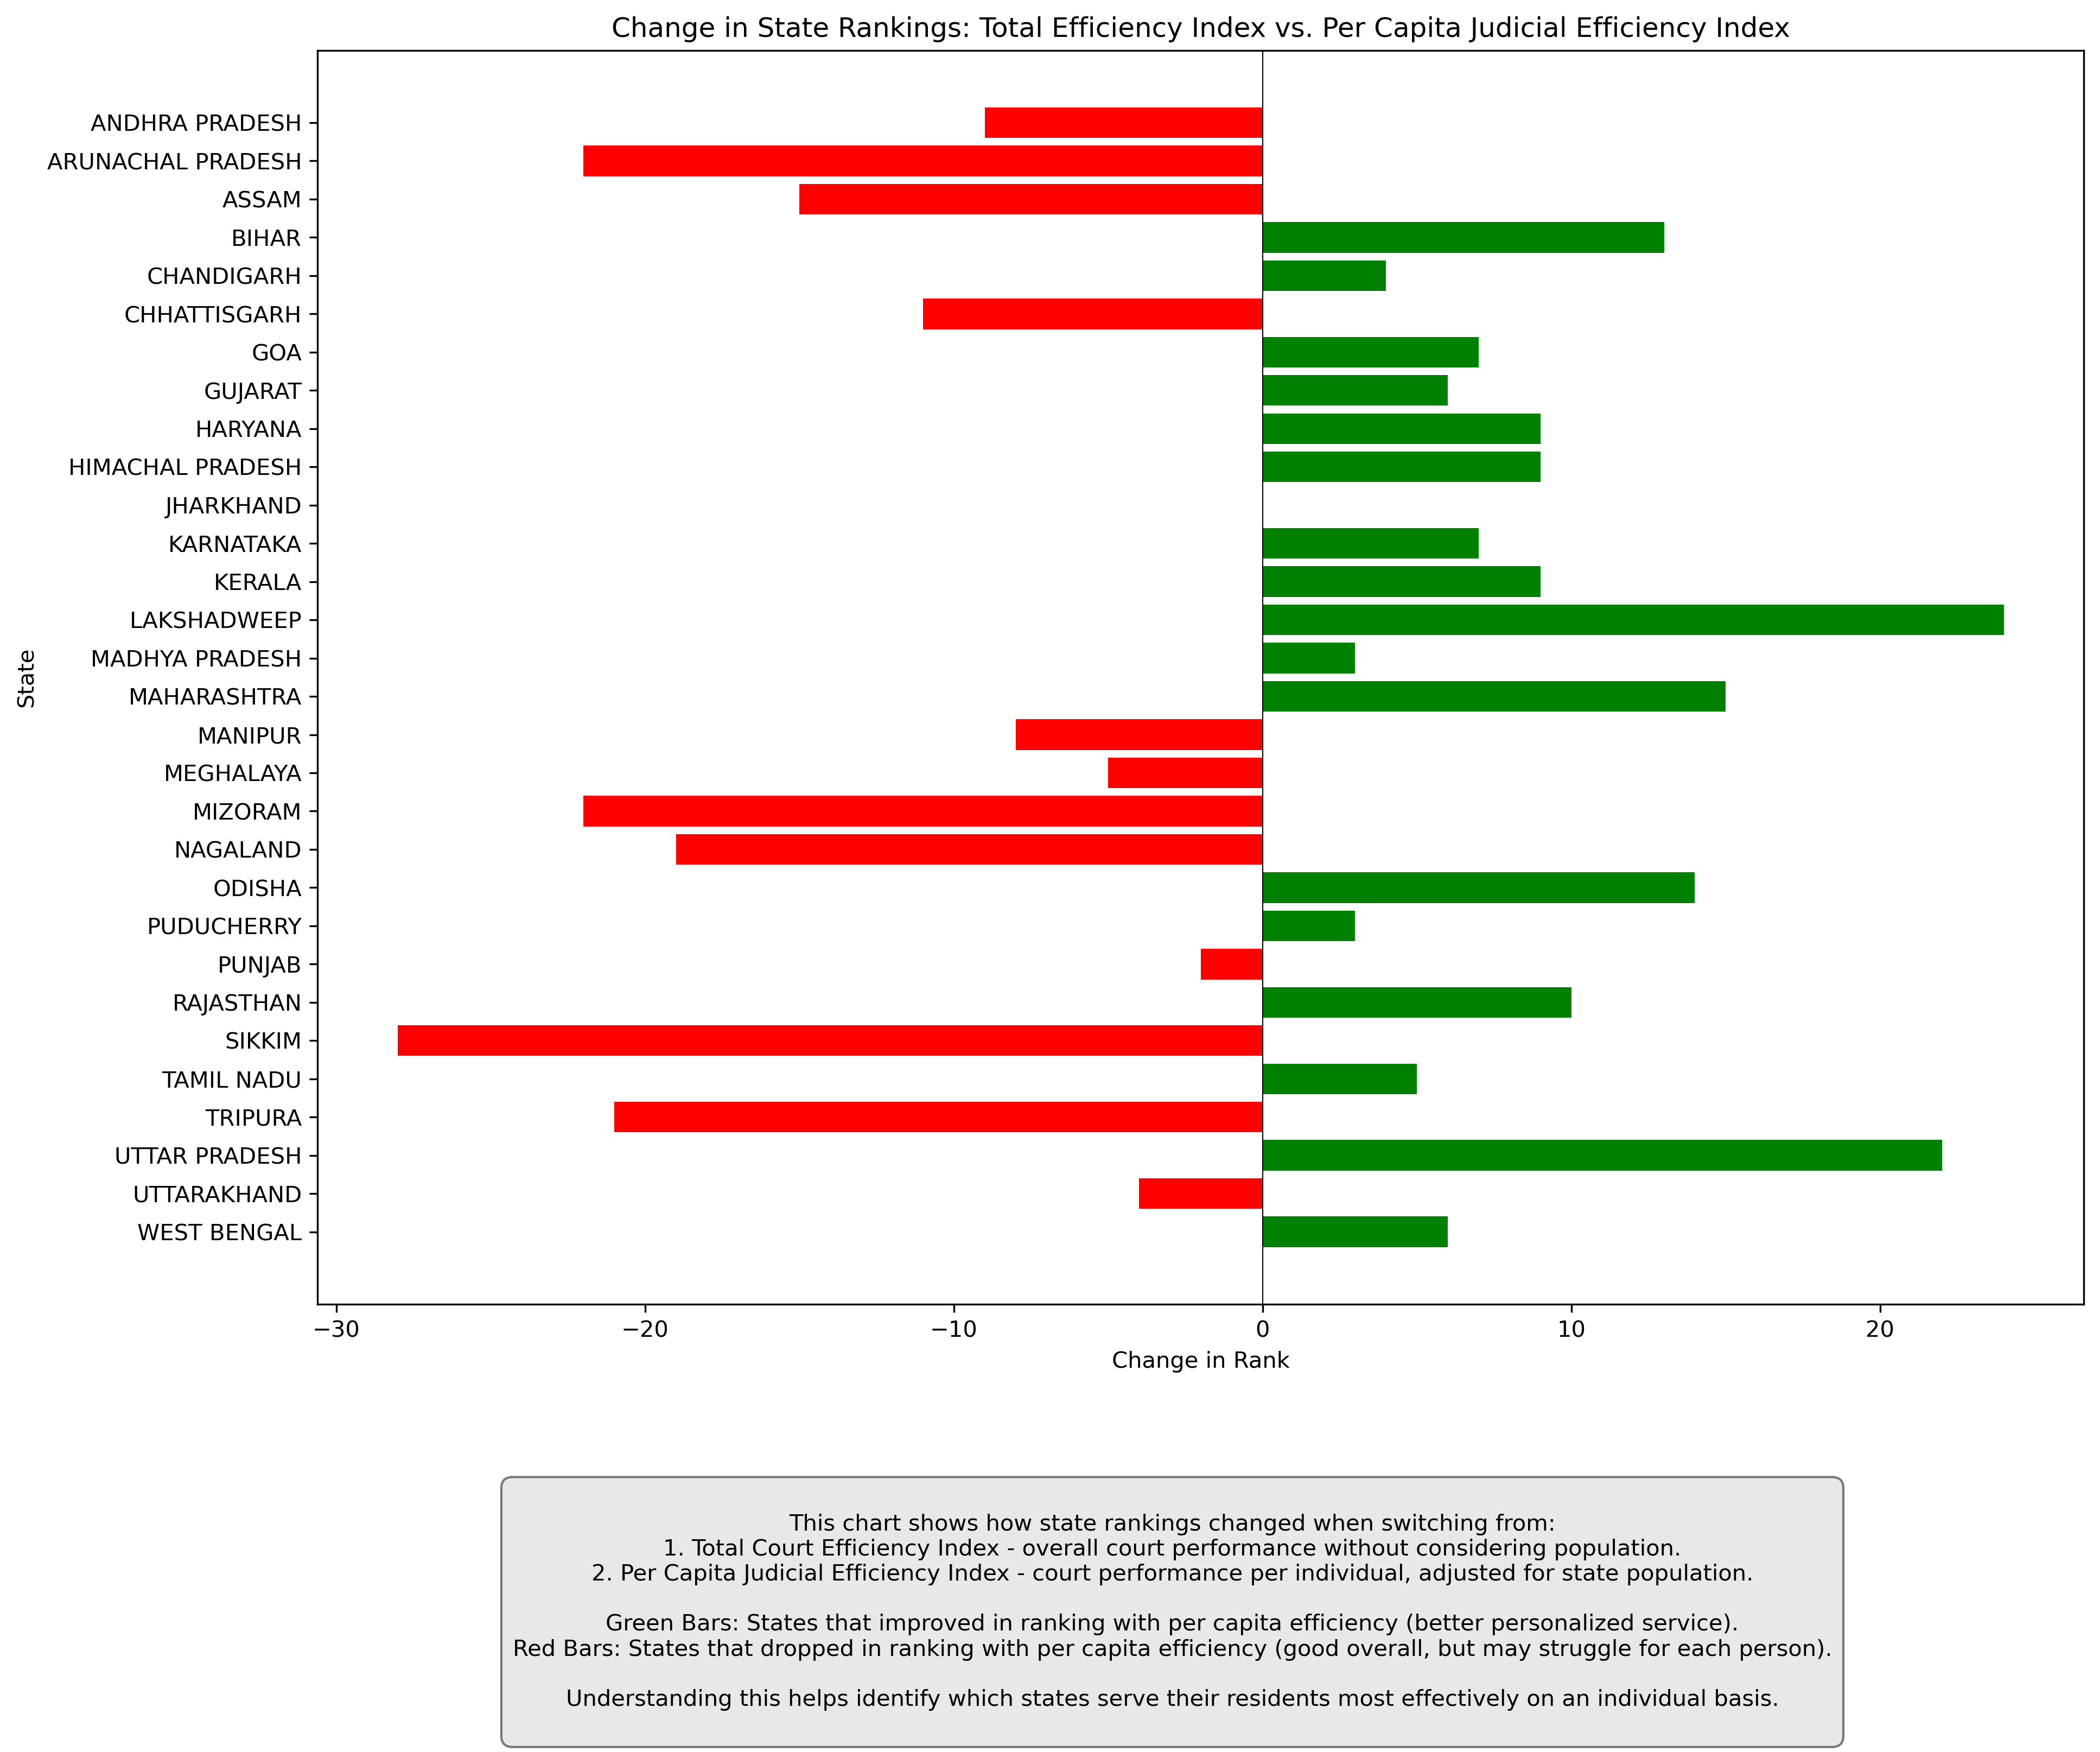 Change in State Rankings: Total Efficiency Index vs. Per Capita Judicial Efficiency Index
State
ANDHRA PRADESH
ARUNACHAL PRADESH
ASSAM
BIHAR
CHANDIGARH
CHHATTISGARH
GOA
GUJARAT
HARYANA
HIMACHAL PRADESH
JHARKHAND
KARNATAKA
KERALA
LAKSHADWEEP
MADHYA PRADESH
MAHARASHTRA
MANIPUR
MEGHALAYA
MIZORAM
NAGALAND
ODISHA
PUDUCHERRY
PUNJAB
RAJASTHAN
SIKKIM
TAMIL NADU
TRIPURA
UTTAR PRADESH
UTTARAKHAND
WEST BENGAL
−30 −20 −10 0 10 20
Change in Rank
This chart shows how state rankings changed when switching from:
1. Total Court Efficiency Index - overall court performance without considering population.
2. Per Capita Judicial Efficiency Index - court performance per individual, adjusted for state population.
Green Bars: States that improved in ranking with per capita efficiency (better personalized service).
Red Bars: States that dropped in ranking with per capita efficiency (good overall, but may struggle for each person).
Understanding this helps identify which states serve their residents most effectively on an individual basis.